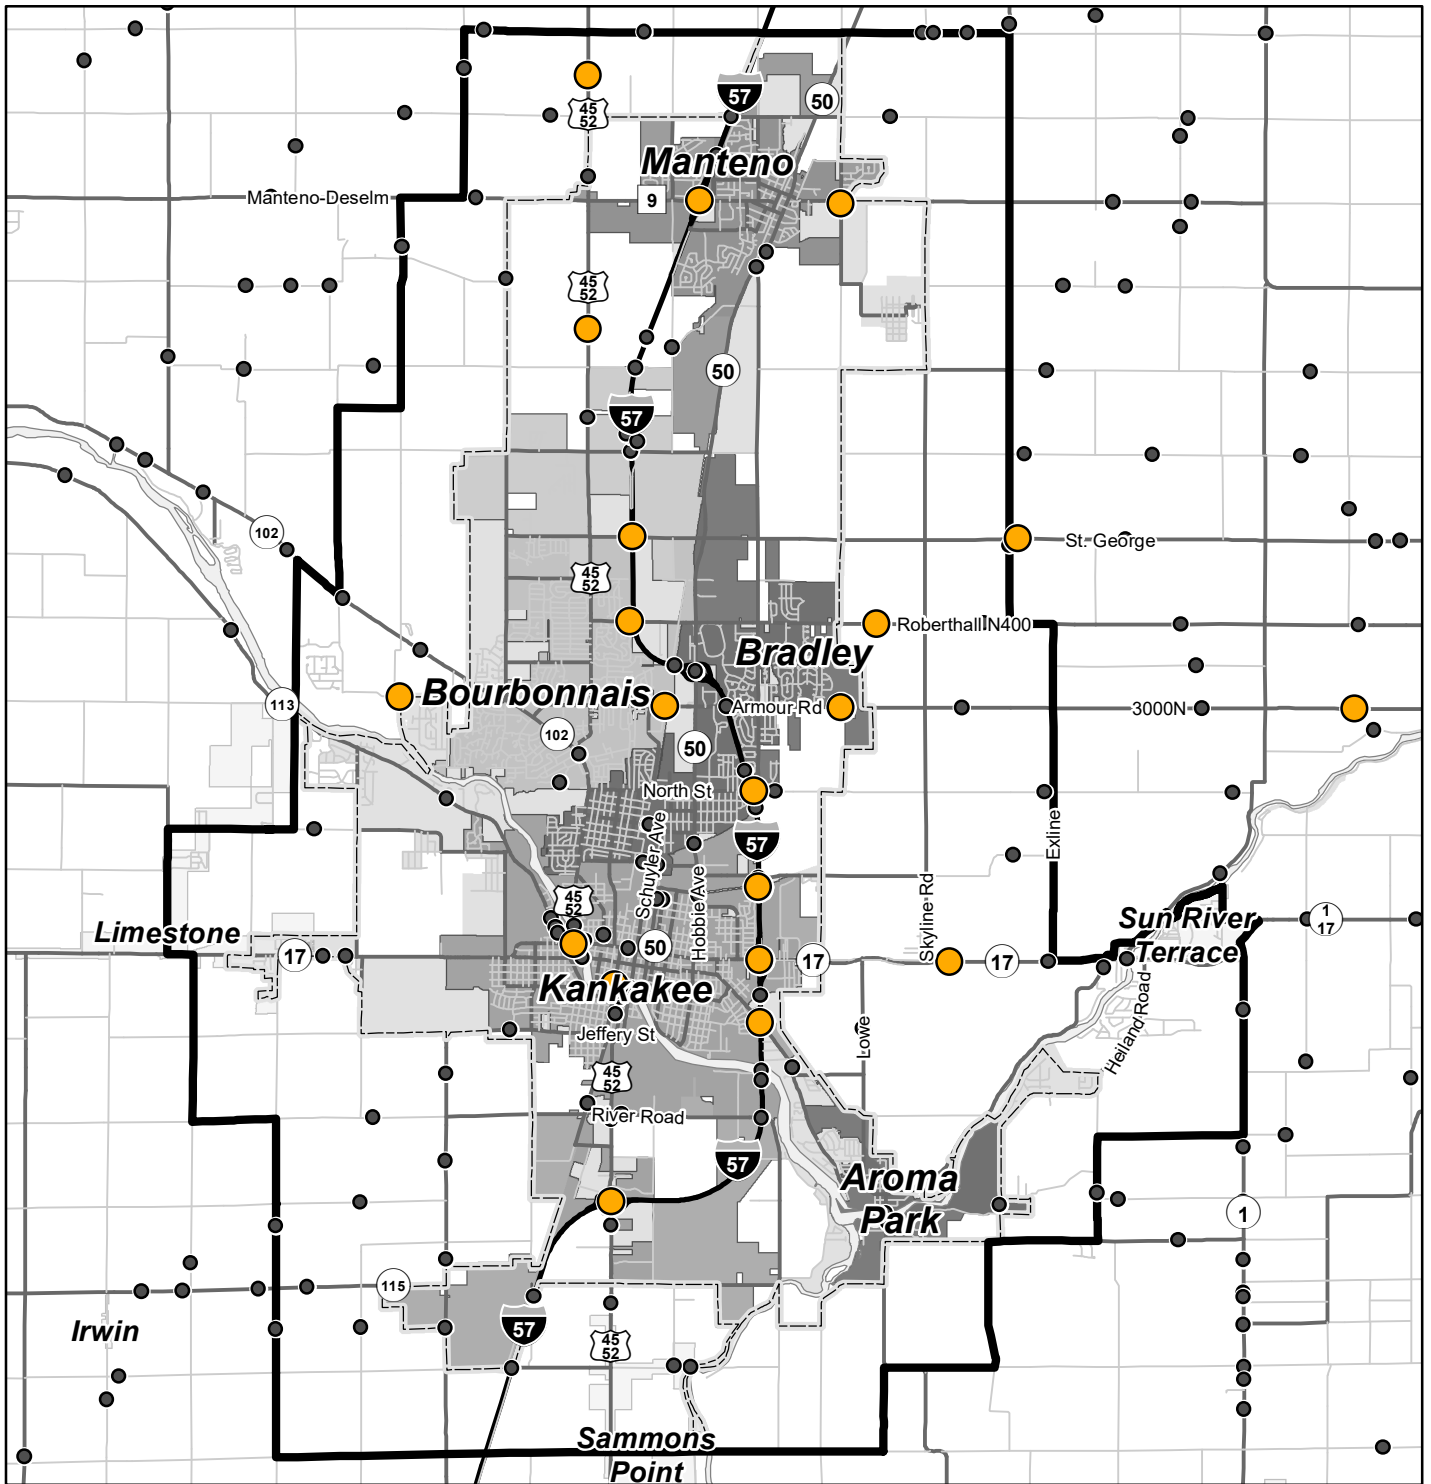 57
50
45
52
Manteno
Manteno-Deselm
9
45
52
50
57
102
St. George
45
52
Roberthall N400
Bradley
Bourbonnais
113
Armour Rd
3000N
102
50
North St
Schuyler Ave
57
Exline
Hobbie Ave
Skyline Rd
45
52
Limestone
Sun River
Terrace
1
17
17
50
17
17
Kankakee
Heiland Road
Jeffery St
Lowe
45
52
River Road
57
Aroma
Park
1
115
Irwin
57
45
52
Sammons
Point